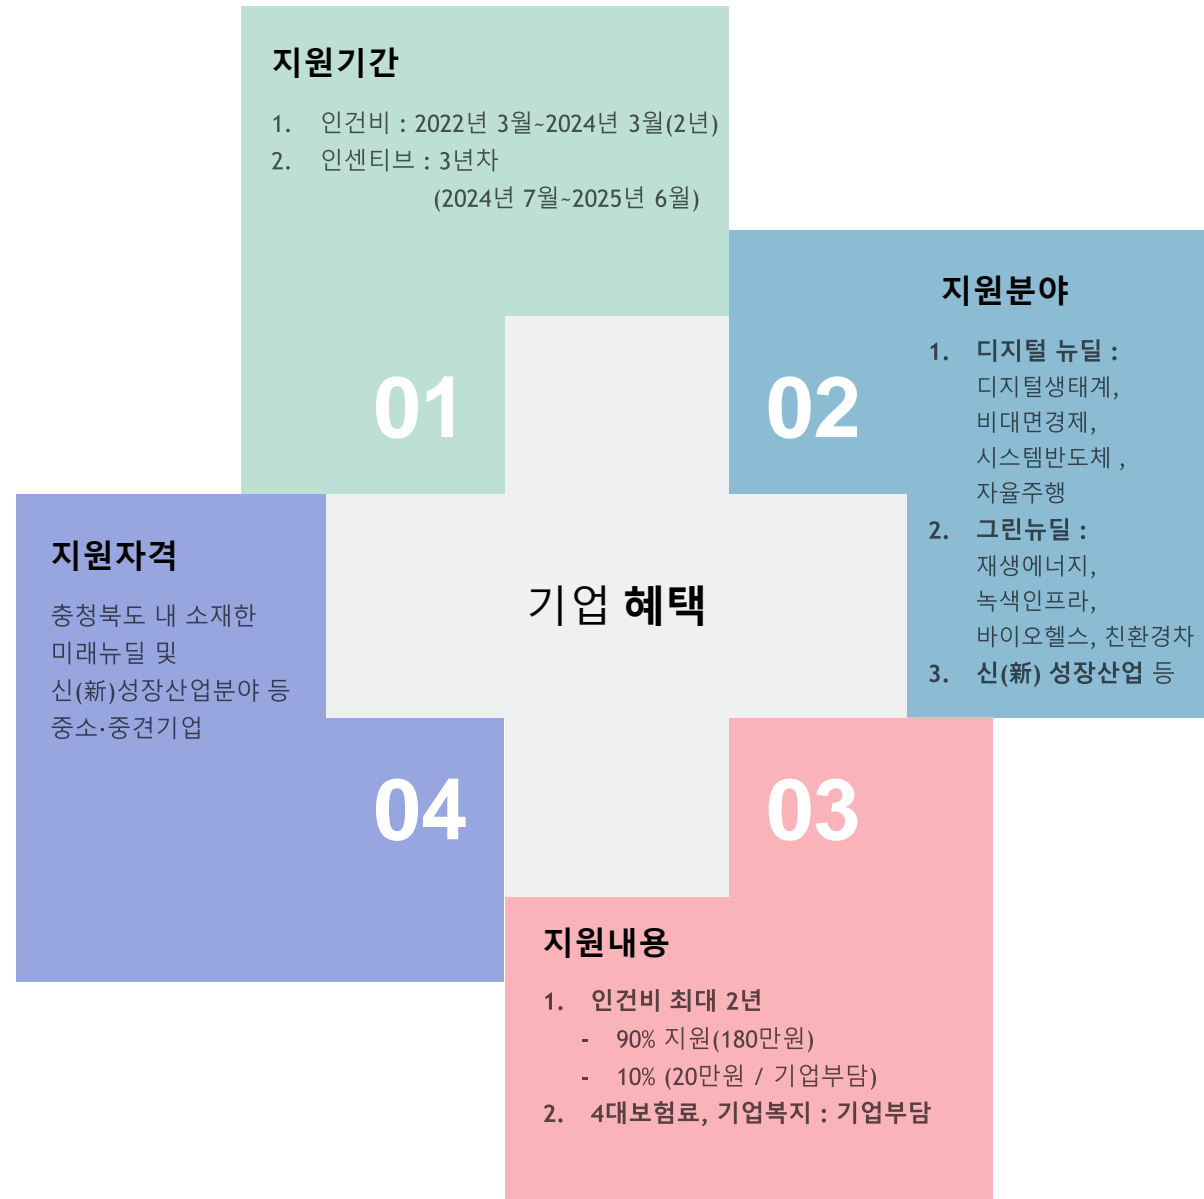 지원기간
1. 인건비 : 2022년 3월~2024년 3월(2년)
2. 인센티브 : 3년차
(2024년 7월~2025년 6월)
01
지원분야
1. 디지털 뉴딜 :
디지털생태계,
비대면경제,
시스템반도체 ,
자율주행
2. 그린뉴딜 :
재생에너지,
녹색인프라,
바이오헬스, 친환경차
3. 신(新) 성장산업 등
02
기업 혜택
지원자격
충청북도 내 소재한
미래뉴딜 및
신(新)성장산업분야 등
중소·중견기업
04
03
지원내용
1. 인건비 최대 2년
- 90% 지원(180만원)
- 10% (20만원 / 기업부담)
2. 4대보험료, 기업복지 : 기업부담